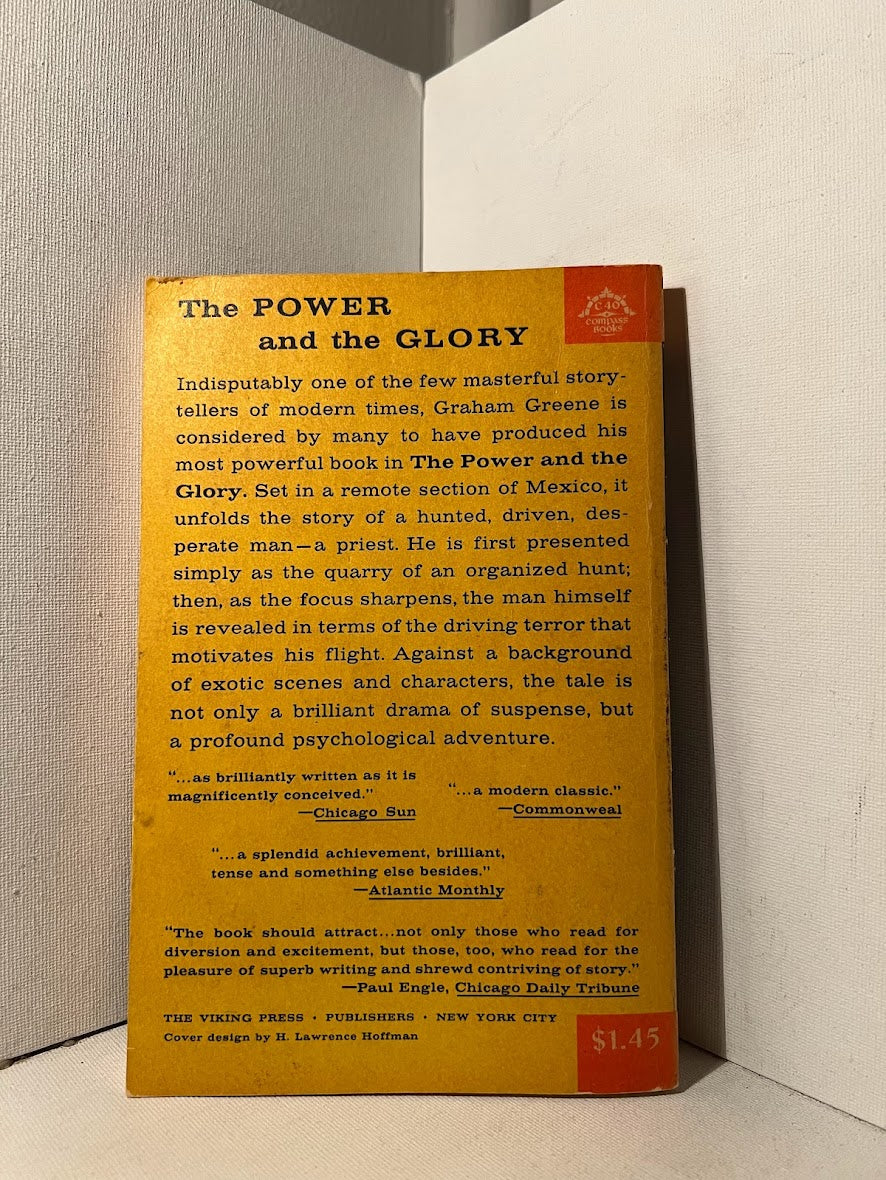 The POWER
and the GLORY
C 40
COMPASS
BOOKS
Indisputably one of the few masterful story-
tellers of modern times, Graham Greene is
considered by many to have produced his
most powerful book in The Power and the
Glory. Set in a remote section of Mexico, it
unfolds the story of a hunted, driven, des-
perate man—a priest. He is first presented
simply as the quarry of an organized hunt;
then, as the focus sharpens, the man himself
is revealed in terms of the driving terror that
motivates his flight. Against a background
of exotic scenes and characters, the tale is
not only a brilliant drama of suspense, but
a profound psychological adventure.
"...as brilliantly written as it is
magnificently conceived."
—Chicago Sun
"...a modern classic."
—Commonweal
"...a splendid achievement, brilliant,
tense and something else besides."
—Atlantic Monthly
"The book should attract...not only those who read for
diversion and excitement, but those, too, who read for the
pleasure of superb writing and shrewd contriving of story."
—Paul Engle, Chicago Daily Tribune
THE VIKING PRESS • PUBLISHERS • NEW YORK CITY
Cover design by H. Lawrence Hoffman
$1.45